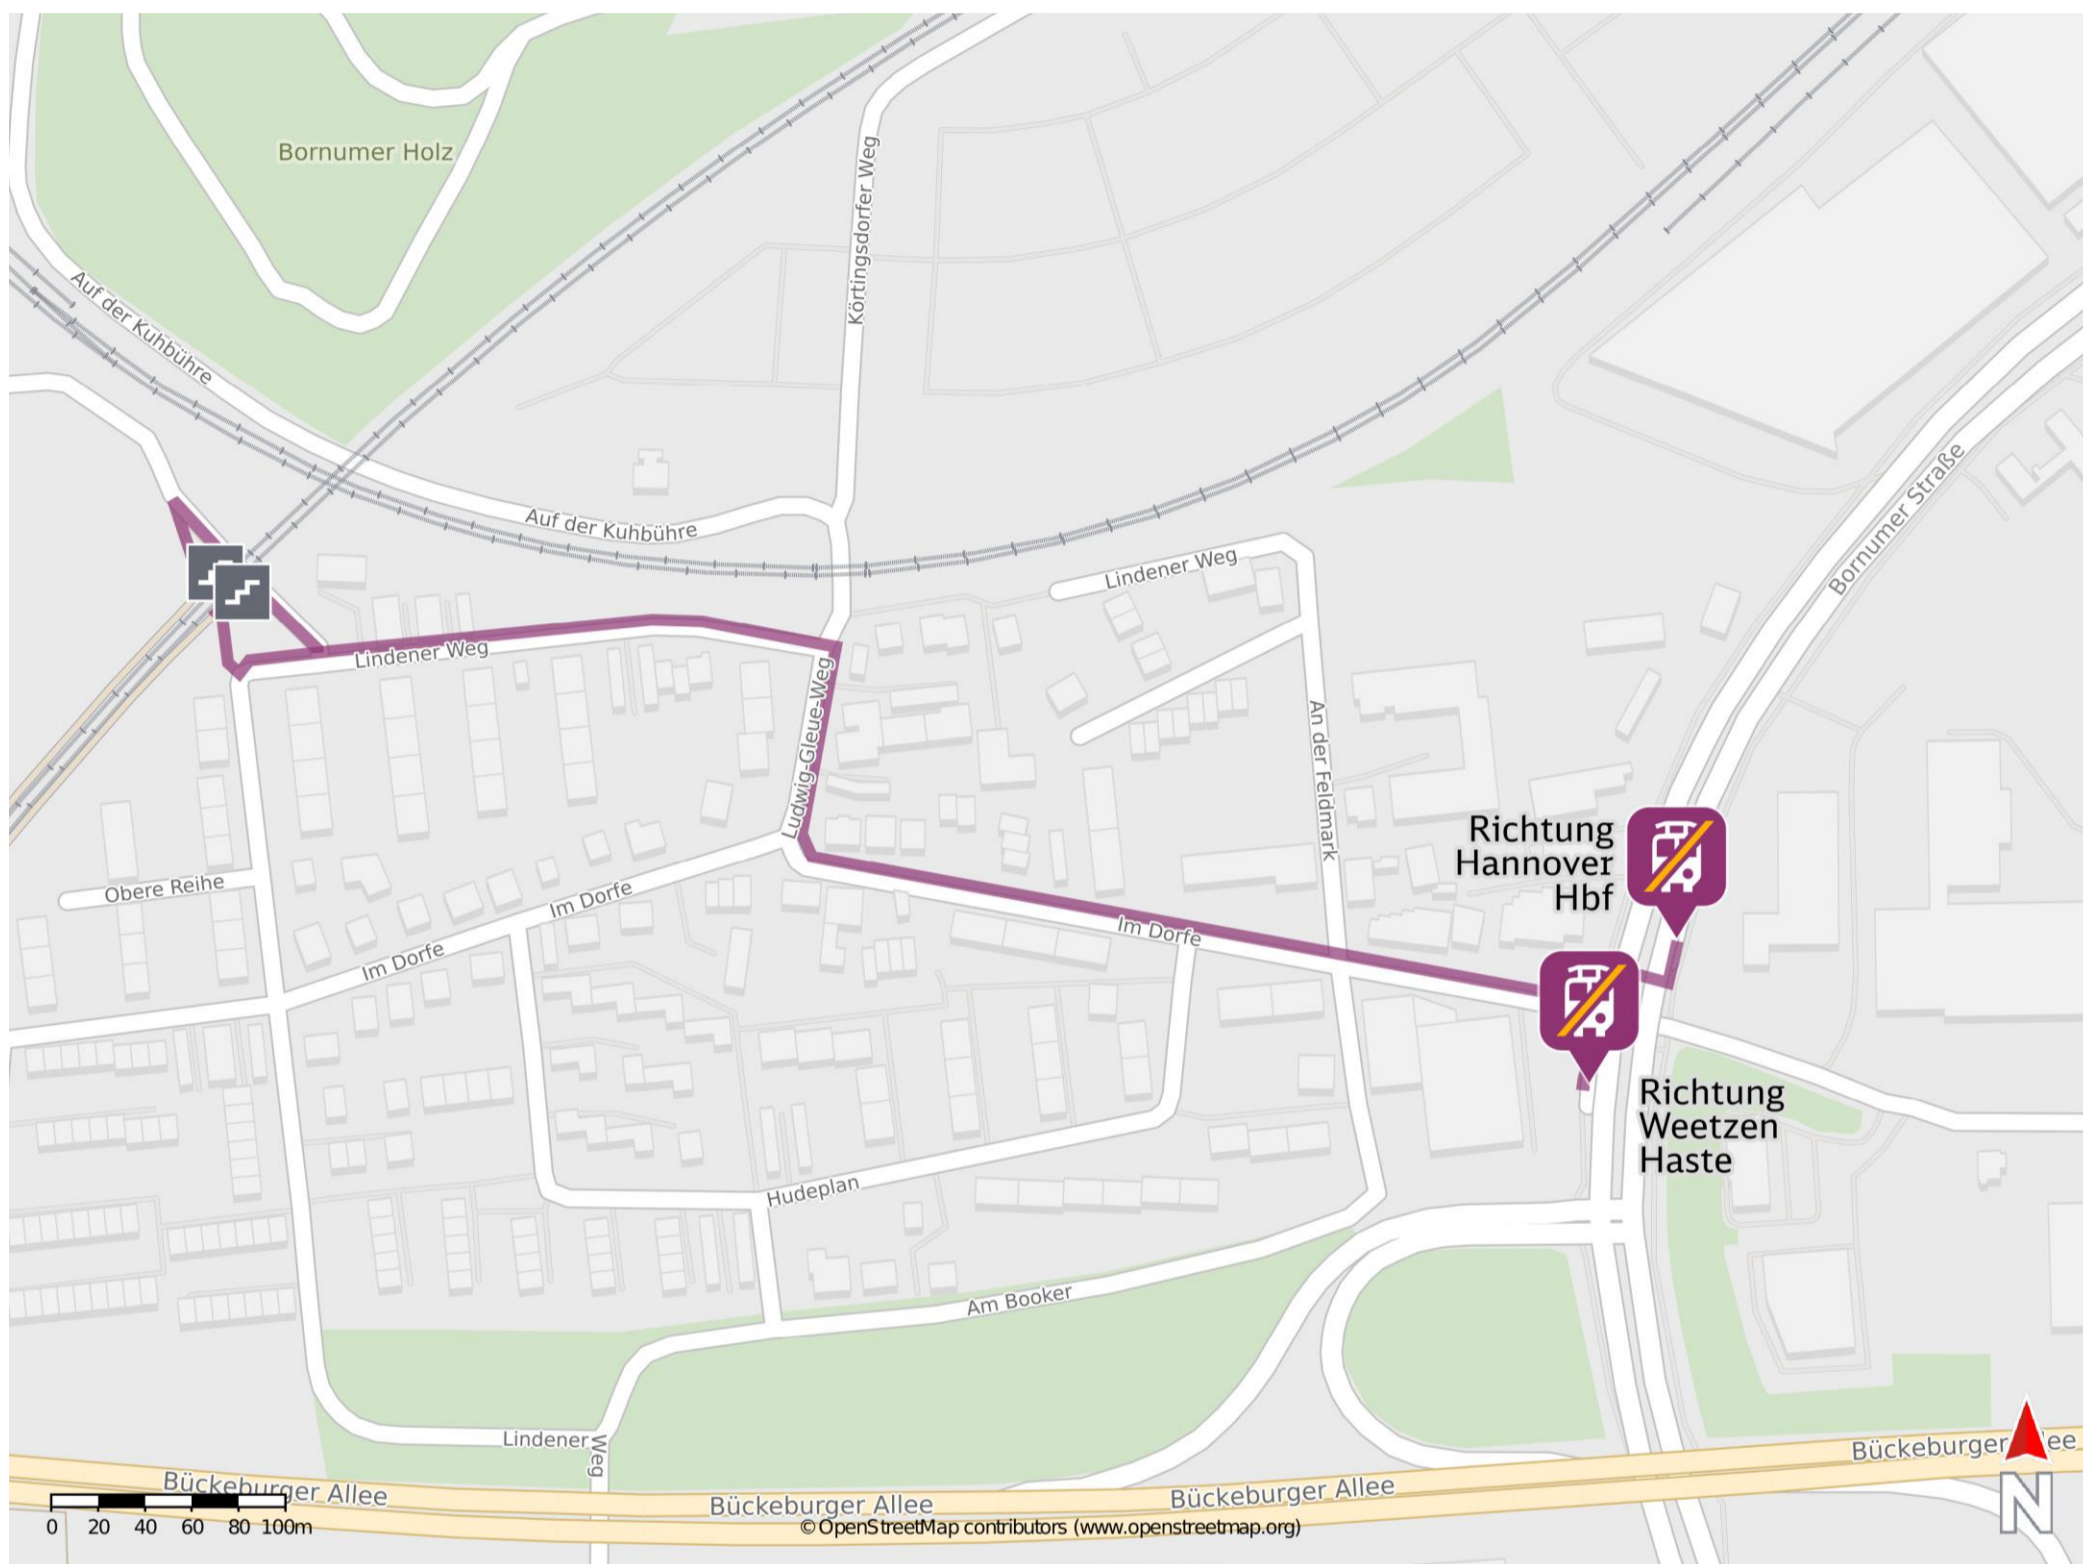 Bornumer Holz
Körtingsdorfer Weg
Auf der Kuhbühre
Auf der Kuhbühre
Lindener Weg
Bornumer Straße
Lindener Weg
Ludwig-Gleue-Weg
An der Feldmark
Richtung
Hannover
Hbf
Obere Reihe
Im Dorfe
Im Dorfe
Im Dorfe
Richtung
Weetzen
Haste
Hudeplan
Am Booker
Lindener Weg
Bückeburger Allee
Bückeburger Allee
Bückeburger Allee
Bückeburger lee
0 20 40 60 80 100m
© OpenStreetMap contributors (www.openstreetmap.org)
N